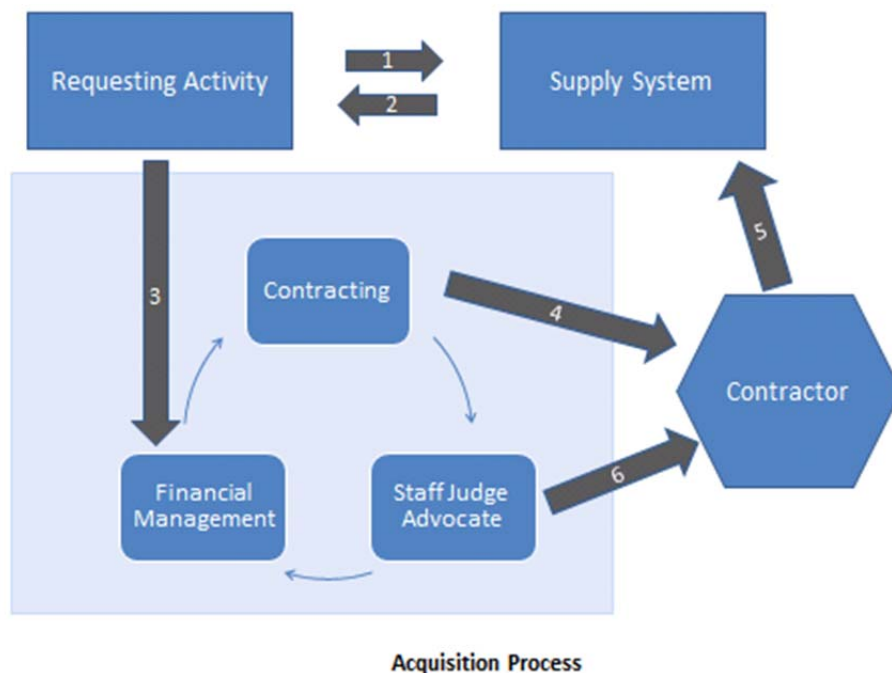 Requesting Activity
1
2
Supply System
3
Contracting
4
5
Contractor
Financial
Management
Staff Judge
Advocate
6
Acquisition Process